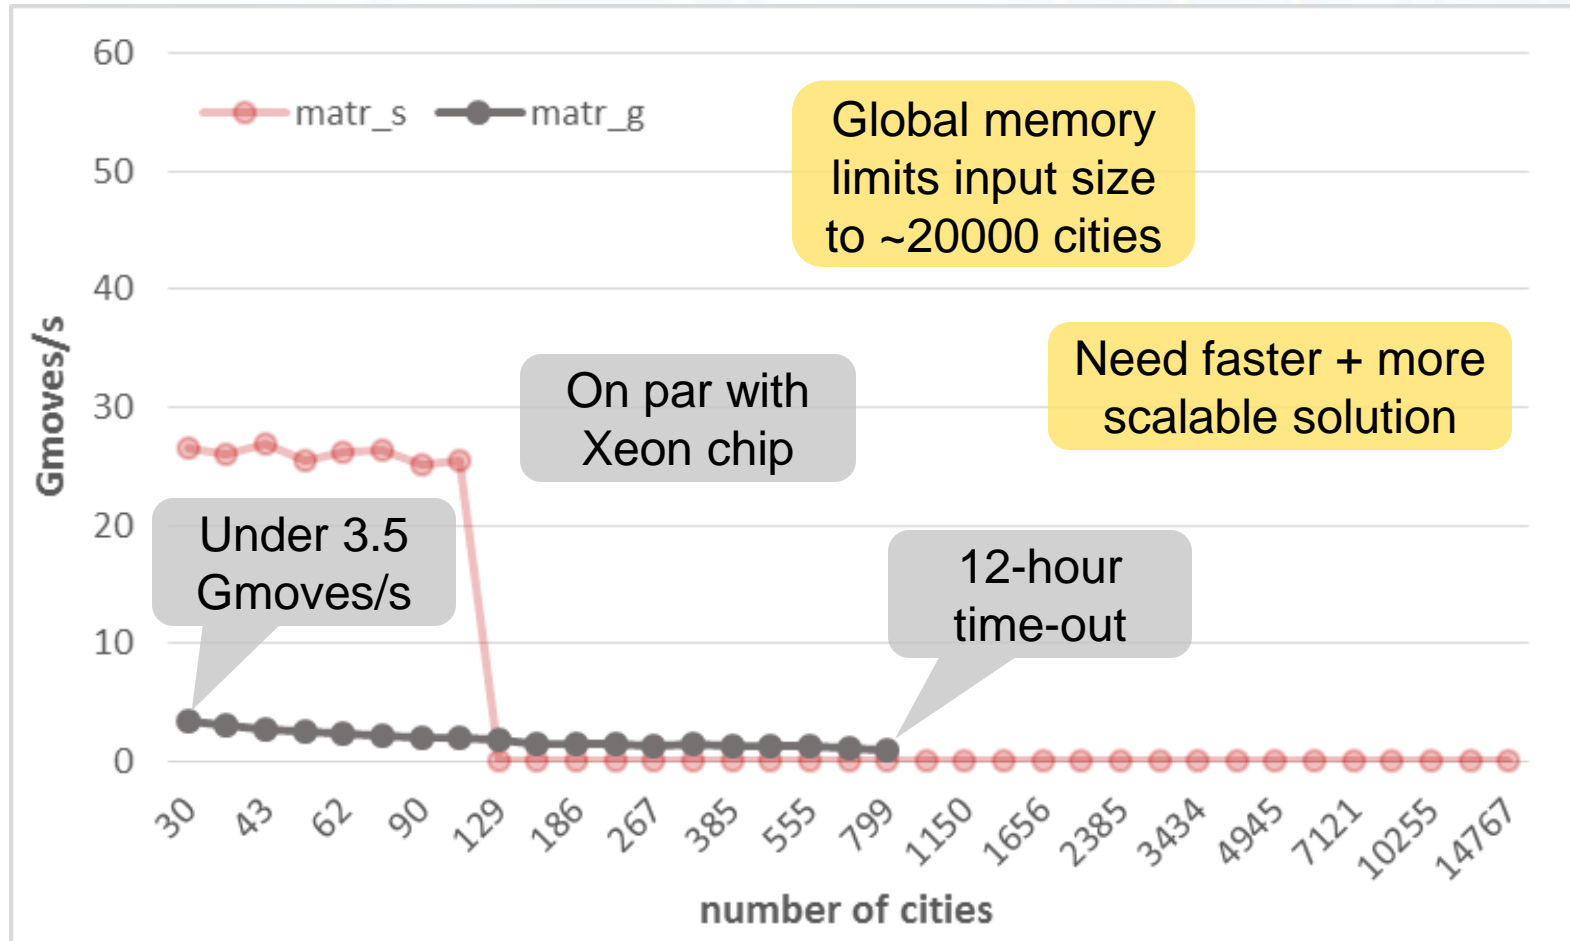 60
50
40
30
20
10
0
Gmoves/s
matr_s
matr_g
Global memory
limits input size
to ~20000 cities
Need faster + more
scalable solution
On par with
Xeon chip
Under 3.5
Gmoves/s
12-hour
time-out
30
43
62
90
129
186
267
385
555
799
1150
1656
2385
3434
4945
7121
10255
14767
number of cities